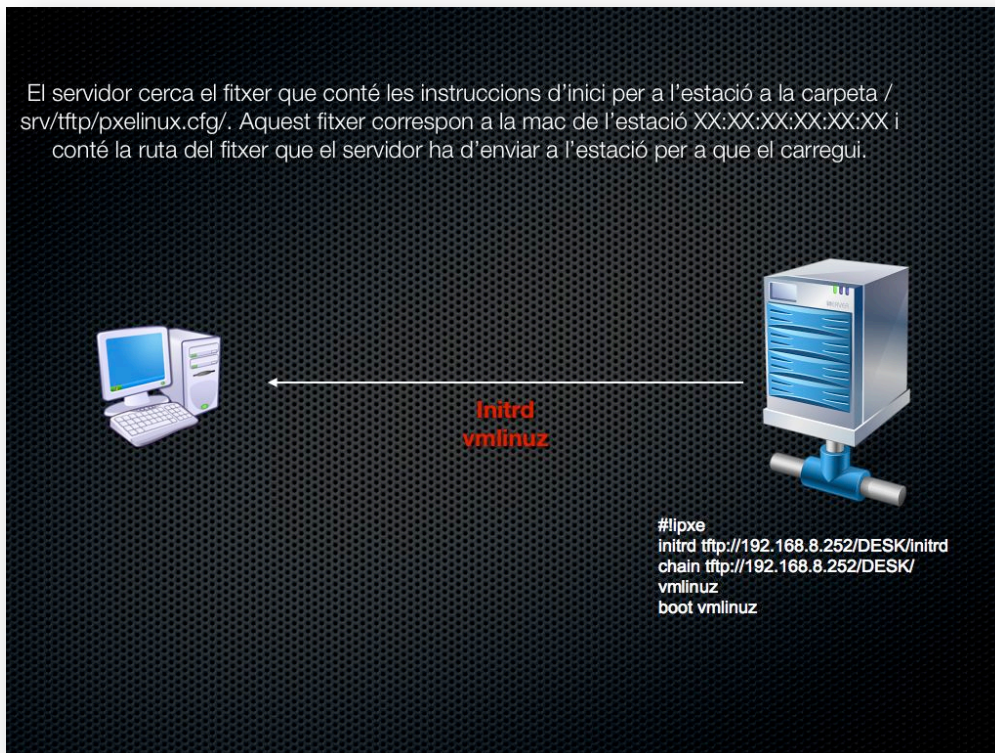 El servidor cerca el fitxer que conté les instruccions d'inici per a l'estació a la carpeta /
srv/tftp/pxelinux.cfg/. Aquest fitxer correspon a la mac de l'estació XX:XX:XX:XX:XX:XX i
conté la ruta del fitxer que el servidor ha d'enviar a l'estació per a que el carregui.
Initrd
vmlinuz
#!ipxe
initrd tftp://192.168.8.252/DESK/initrd
chain tftp://192.168.8.252/DESK/
vmlinuz
boot vmlinuz